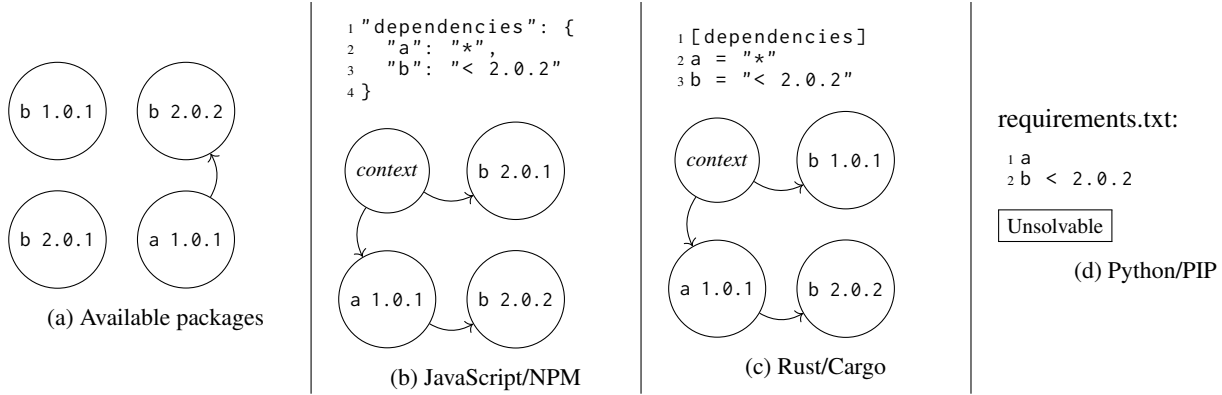 b 1.0.1
b 2.0.2
b 2.0.1
a 1.0.1
(a) Available packages
1 "dependencies": {
2   "a": "*",
3   "b": "< 2.0.2"
4 }
context
b 2.0.1
a 1.0.1
b 2.0.2
(b) JavaScript/NPM
1 [dependencies]
2 a = "*"
3 b = "< 2.0.2"
context
b 1.0.1
a 1.0.1
b 2.0.2
(c) Rust/Cargo
requirements.txt:
1 a
2 b < 2.0.2
Unsolvable
(d) Python/PIP